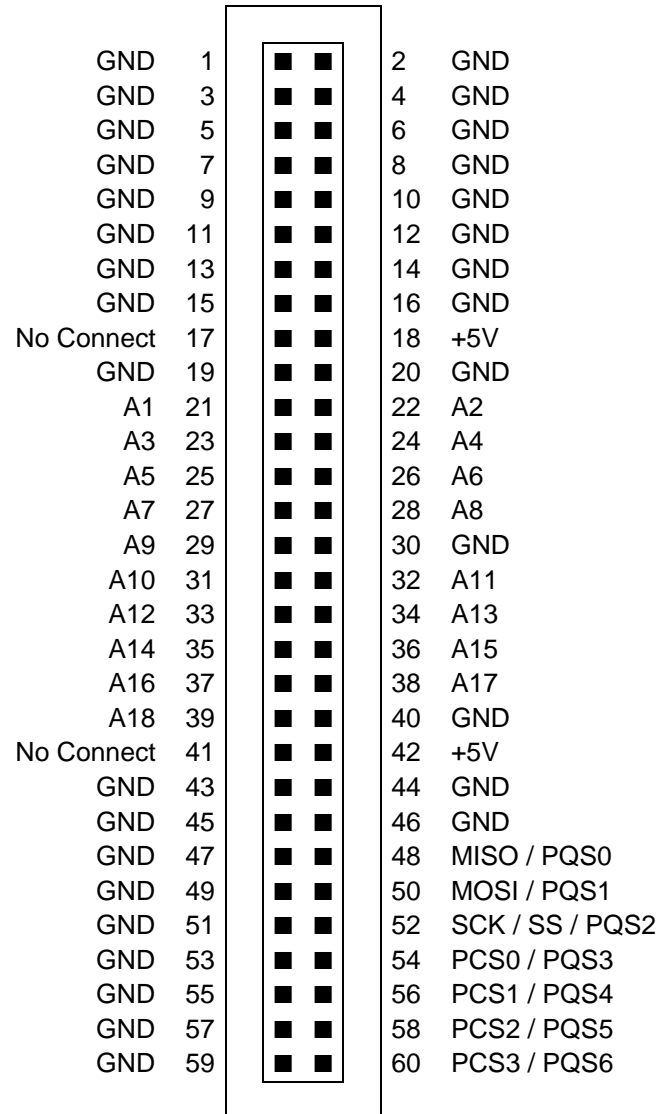 GND 1 2 GND
GND 3 4 GND
GND 5 6 GND
GND 7 8 GND
GND 9 10 GND
GND 11 12 GND
GND 13 14 GND
GND 15 16 GND
No Connect 17 18 +5V
GND 19 20 GND
A1 21 22 A2
A3 23 24 A4
A5 25 26 A6
A7 27 28 A8
A9 29 30 GND
A10 31 32 A11
A12 33 34 A13
A14 35 36 A15
A16 37 38 A17
A18 39 40 GND
No Connect 41 42 +5V
GND 43 44 GND
GND 45 46 GND
GND 47 48 MISO / PQS0
GND 49 50 MOSI / PQS1
GND 51 52 SCK / SS / PQS2
GND 53 54 PCS0 / PQS3
GND 55 56 PCS1 / PQS4
GND 57 58 PCS2 / PQS5
GND 59 60 PCS3 / PQS6